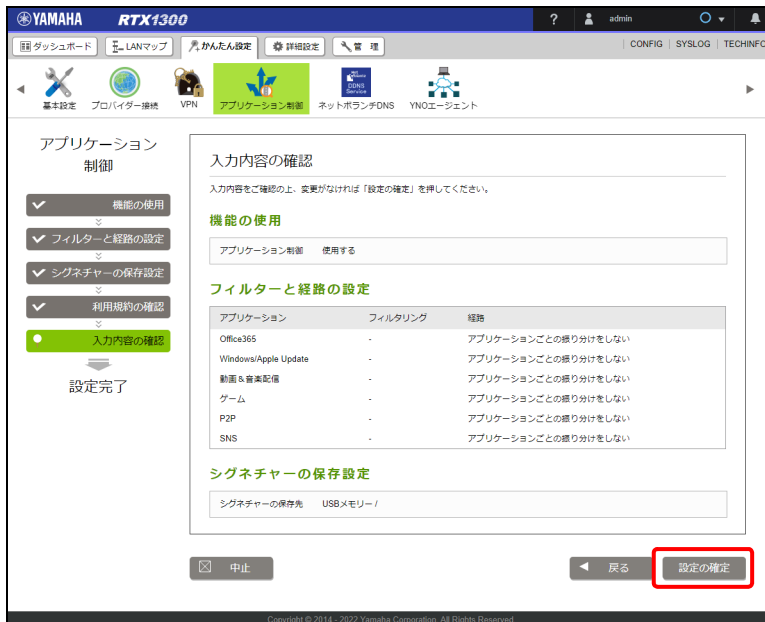 YAMAHA RTX1300 ? admin
ダッシュボード LANマップ かんたん設定 詳細設定 管 理 CONFIG SYSLOG TECHINFO
基本設定 プロバイダー接続 VPN アプリケーション制御 ネットボランチDNS YNOエージェント
アプリケーション
制御
機能の使用
フィルターと経路の設定
シグネチャーの保存設定
利用規約の確認
入力内容の確認
設定完了
入力内容の確認
入力内容をご確認の上、変更がなければ「設定の確定」を押してください。
機能の使用
アプリケーション制御 使用する
フィルターと経路の設定
アプリケーション フィルタリング 経路
Office365 - アプリケーションごとの振り分けをしない
Windows/Apple Update - アプリケーションごとの振り分けをしない
動画&音楽配信 - アプリケーションごとの振り分けをしない
ゲーム - アプリケーションごとの振り分けをしない
P2P - アプリケーションごとの振り分けをしない
SNS - アプリケーションごとの振り分けをしない
シグネチャーの保存設定
シグネチャーの保存先 USBメモリー /
中止 戻る 設定の確定
Copyright © 2014 - 2022 Yamaha Corporation. All Rights Reserved.